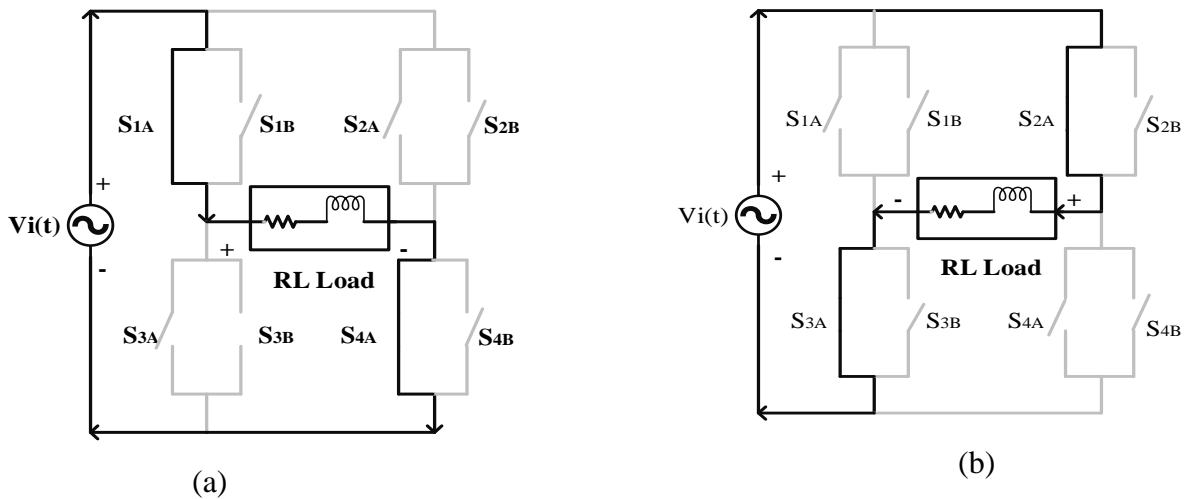 S1A
S1B
S2A
S2B
+
Vi(t)
-
+
-
RL Load
S3A
S3B
S4A
S4B
(a)
S1A
S1B
S2A
S2B
+
Vi(t)
-
-
+
RL Load
S3A
S3B
S4A
S4B
(b)